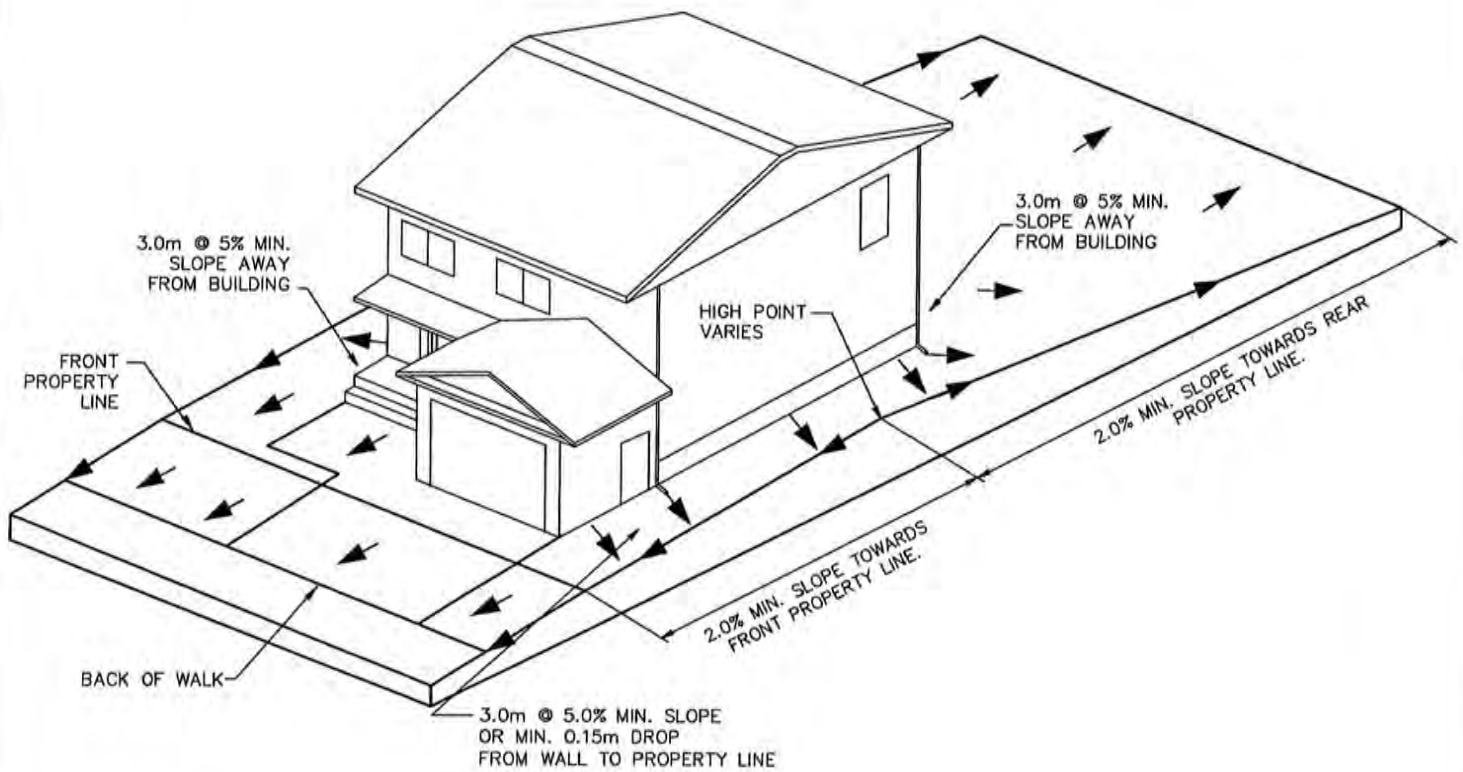 3.0m @ 5% MIN.
SLOPE AWAY
FROM BUILDING
3.0m @ 5% MIN.
SLOPE AWAY
FROM BUILDING
HIGH POINT
VARIES
FRONT
PROPERTY
LINE
2.0% MIN. SLOPE TOWARDS REAR
PROPERTY LINE.
2.0% MIN. SLOPE TOWARDS
FRONT PROPERTY LINE.
BACK OF WALK
3.0m @ 5.0% MIN. SLOPE
OR MIN. 0.15m DROP
FROM WALL TO PROPERTY LINE